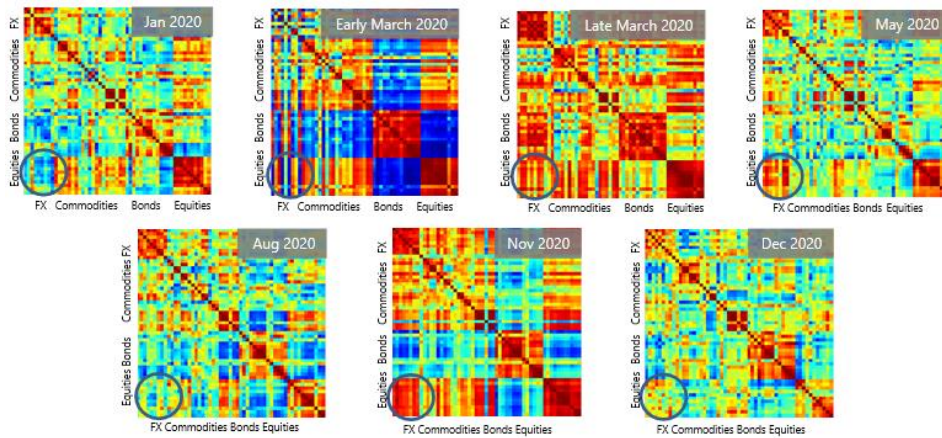 Jan 2020
FX
Commodities
Bonds
Equities
FX Commodities Bonds Equities
Early March 2020
FX
Commodities
Bonds
Equities
FX Commodities Bonds Equities
Late March 2020
FX
Commodities
Bonds
Equities
FX Commodities Bonds Equities
May 2020
FX
Commodities
Bonds
Equities
FX Commodities Bonds Equities
Aug 2020
FX
Commodities
Bonds
Equities
FX Commodities Bonds Equities
Nov 2020
FX
Commodities
Bonds
Equities
FX Commodities Bonds Equities
Dec 2020
FX
Commodities
Bonds
Equities
FX Commodities Bonds Equities